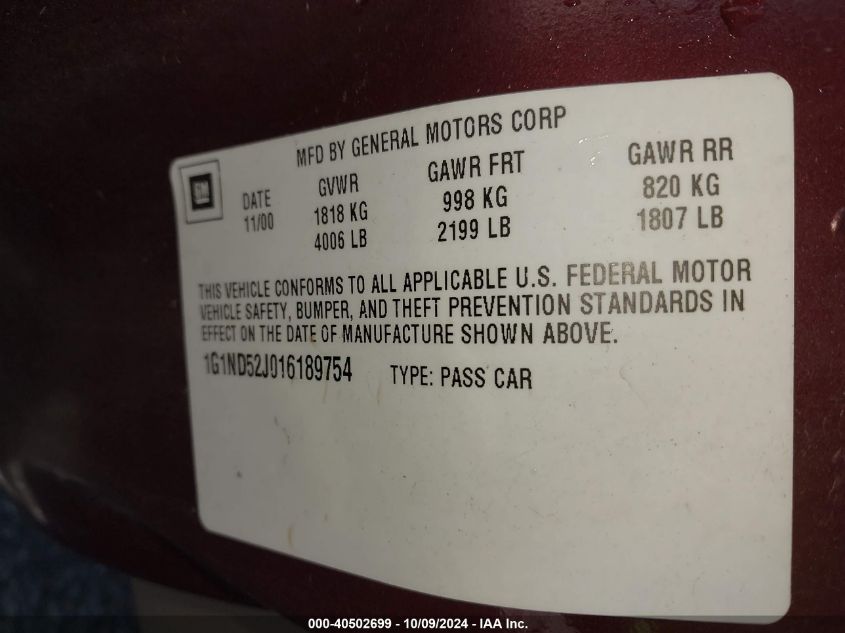 MFD BY GENERAL MOTORS CORP
GM
DATE GVWR GAWR FRT GAWR RR
11/00 1818 KG 998 KG 820 KG
4006 LB 2199 LB 1807 LB
THIS VEHICLE CONFORMS TO ALL APPLICABLE U.S. FEDERAL MOTOR
VEHICLE SAFETY, BUMPER, AND THEFT PREVENTION STANDARDS IN
EFFECT ON THE DATE OF MANUFACTURE SHOWN ABOVE.
1G1ND52J016189754 TYPE: PASS CAR
000-40502699 - 10/09/2024 - IAA Inc.